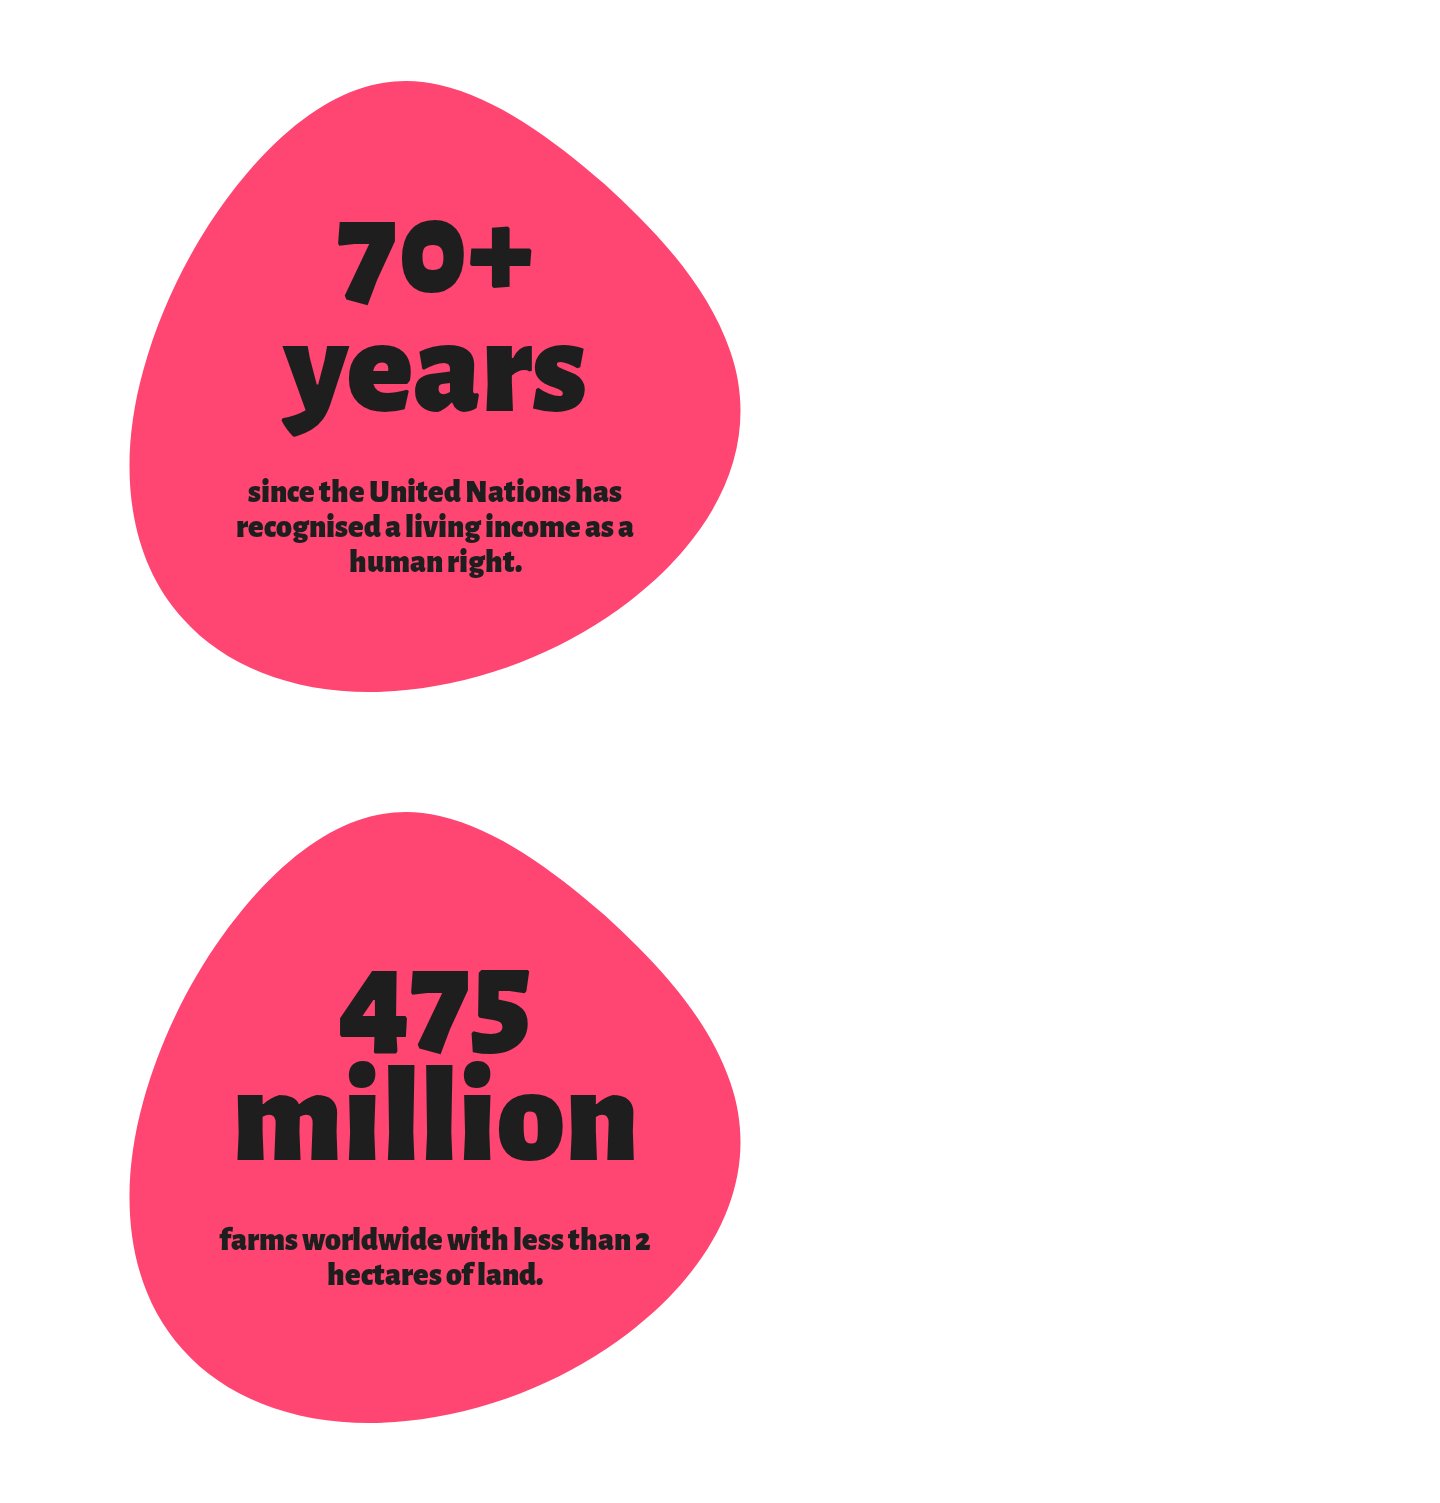 70+
years
since the United Nations has
recognised a living income as a
human right.
475
million
farms worldwide with less than 2
hectares of land.